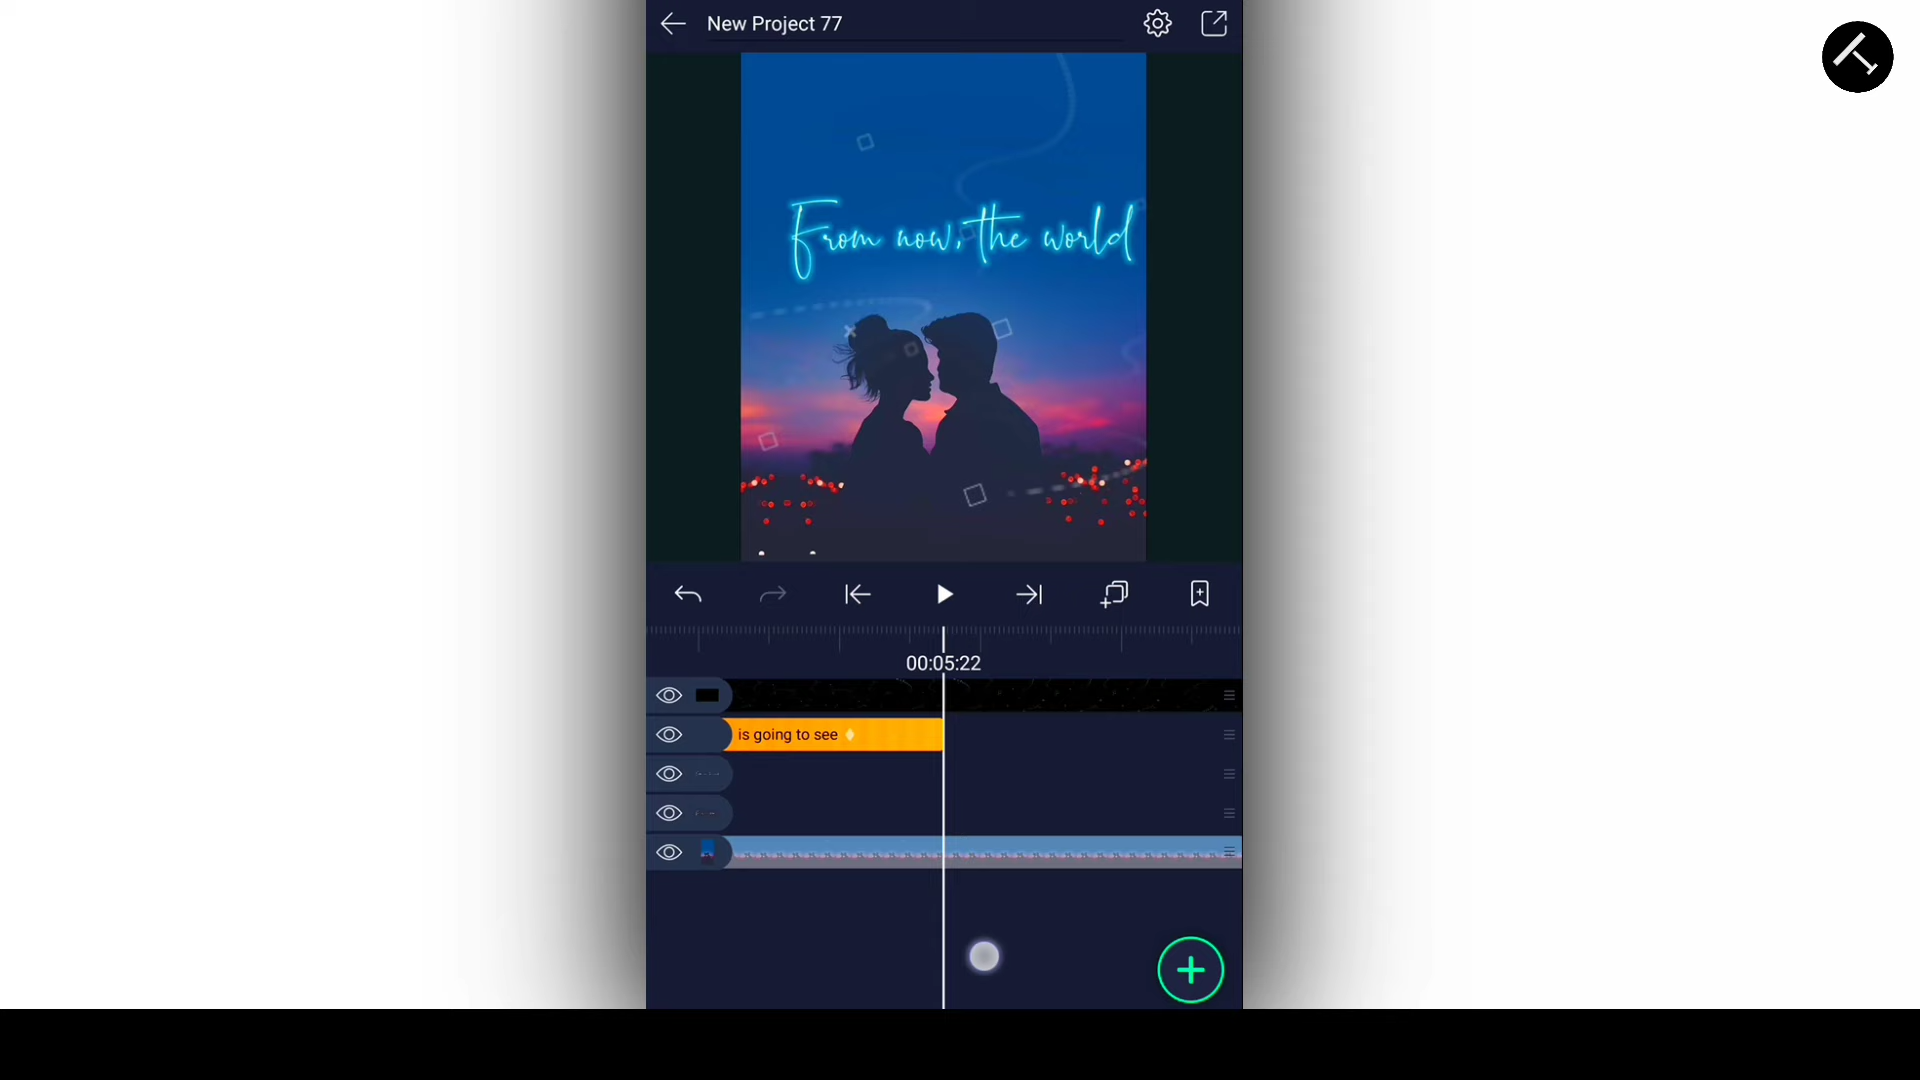 New Project 77
From now, the world
00:05:22
is going to see